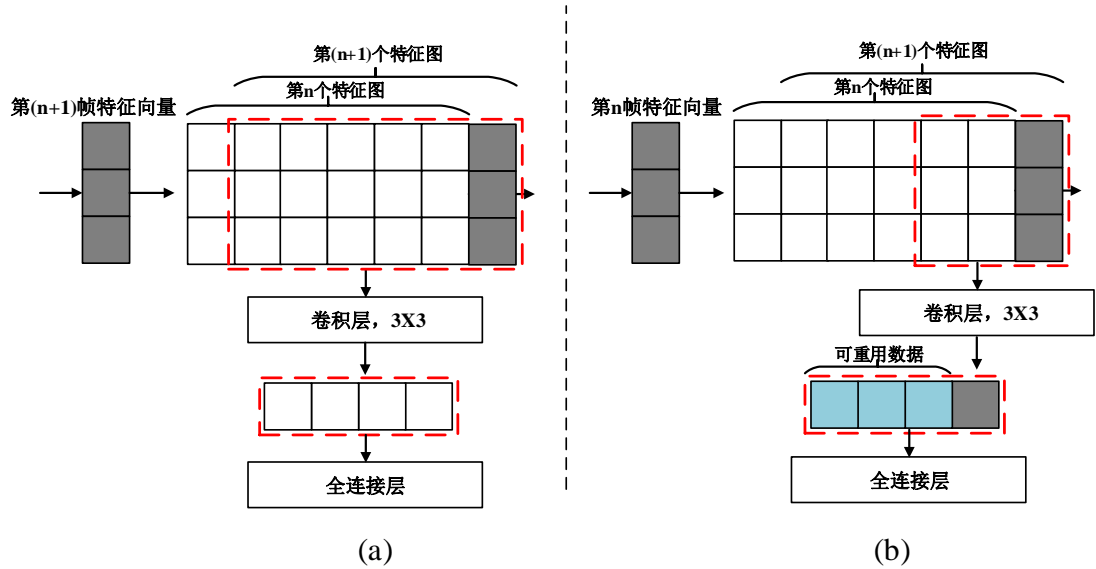 第(n+1)个特征图
第n个特征图
第(n+1)帧特征向量
卷积层，3X3
全连接层
(a)
第(n+1)个特征图
第n个特征图
第n帧特征向量
卷积层，3X3
可重用数据
全连接层
(b)